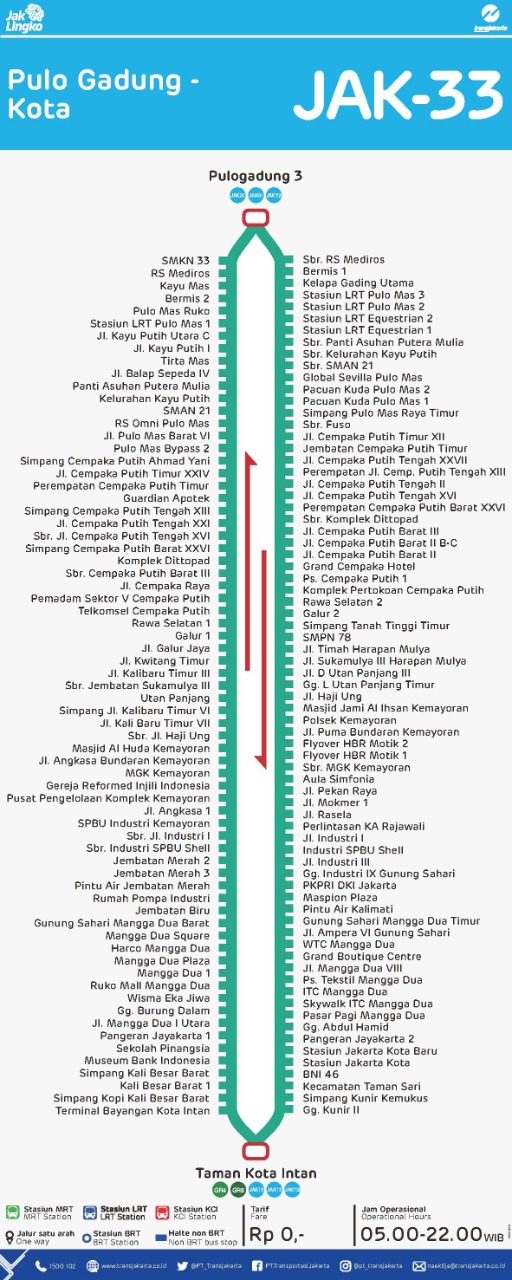 Jak
Lingko
transjakarta
Pulo Gadung -
Kota
JAK-33
Pulogadung 3
SMKN 33
RS Mediros
Kayu Mas
Bermis 2
Pulo Mas Ruko
Stasiun LRT Pulo Mas 1
Jl. Kayu Putih Utara C
Jl. Kayu Putih I
Tirta Mas
Jl. Balap Sepeda IV
Panti Asuhan Putera Mulia
Kelurahan Kayu Putih
SMAN 21
RS Omni Pulo Mas
Jl. Pulo Mas Barat VI
Pulo Mas Bypass 2
Simpang Cempaka Putih Ahmad Yani
Jl. Cempaka Putih Timur XXIV
Perempatan Cempaka Putih Timur
Guardian Apotek
Simpang Cempaka Putih Tengah XIII
Jl. Cempaka Putih Tengah XXI
Sbr. Jl. Cempaka Putih Tengah XVI
Simpang Cempaka Putih Barat XXVI
Komplek Dittopad
Sbr. Cempaka Putih Barat III
Jl. Cempaka Raya
Pemadam Sektor V Cempaka Putih
Telkomsel Cempaka Putih
Rawa Selatan 1
Galur 1
Jl. Galur Jaya
Jl. Kwitang Timur
Jl. Kalibaru Timur III
Sbr. Jembatan Sukamulya III
Utan Panjang
Simpang Jl. Kalibaru Timur VI
Jl. Kali Baru Timur VII
Sbr. Jl. Haji Ung
Masjid Al Huda Kemayoran
Jl. Angkasa Bundaran Kemayoran
MGK Kemayoran
Gereja Reformed Injili Indonesia
Pusat Pengelolaan Komplek Kemayoran
Jl. Angkasa 1
SPBU Industri Kemayoran
Sbr. Jl. Industri I
Sbr. Industri SPBU Shell
Jembatan Merah 2
Jembatan Merah 3
Pintu Air Jembatan Merah
Rumah Pompa Industri
Jembatan Biru
Gunung Sahari Mangga Dua Barat
Mangga Dua Square
Harco Mangga Dua
Mangga Dua Plaza
Mangga Dua 1
Ruko Mall Mangga Dua
Wisma Eka Jiwa
Gg. Burung Dalam
Jl. Mangga Dua I Utara
Pangeran Jayakarta 1
Sekolah Pinangsia
Museum Bank Indonesia
Simpang Kali Besar Barat
Kali Besar Barat 1
Simpang Kopi Kali Besar Barat
Terminal Bayangan Kota Intan
Sbr. RS Mediros
Bermis 1
Kelapa Gading Utama
Stasiun LRT Pulo Mas 3
Stasiun LRT Pulo Mas 2
Stasiun LRT Equestrian 2
Stasiun LRT Equestrian 1
Sbr. Panti Asuhan Putera Mulia
Sbr. Kelurahan Kayu Putih
Sbr. SMAN 21
Global Sevilla Pulo Mas
Pacuan Kuda Pulo Mas 2
Pacuan Kuda Pulo Mas 1
Simpang Pulo Mas Raya Timur
Sbr. Fuso
Jl. Cempaka Putih Timur XII
Jembatan Cempaka Putih Timur
Jl. Cempaka Putih Tengah XXVII
Perempatan Jl. Cemp. Putih Tengah XIII
Jl. Cempaka Putih Tengah II
Jl. Cempaka Putih Tengah XVI
Perempatan Cempaka Putih Barat XXVI
Sbr. Komplek Dittopad
Jl. Cempaka Putih Barat III
Jl. Cempaka Putih Barat II B-C
Jl. Cempaka Putih Barat II
Grand Cempaka Hotel
Ps. Cempaka Putih 1
Komplek Pertokoan Cempaka Putih
Rawa Selatan 2
Galur 2
Simpang Tanah Tinggi Timur
SMPN 78
Jl. Timah Harapan Mulya
Jl. Sukamulya III Harapan Mulya
Jl. D Utan Panjang III
Gg. L Utan Panjang Timur
Jl. Haji Ung
Masjid Jami Al Ihsan Kemayoran
Polsek Kemayoran
Jl. Puma Bundaran Kemayoran
Flyover HBR Motik 2
Flyover HBR Motik 1
Sbr. MGK Kemayoran
Aula Simfonia
Jl. Pekan Raya
Jl. Mokmer 1
Jl. Rasela
Perlintasan KA Rajawali
Jl. Industri I
Industri SPBU Shell
Jl. Industri III
Gg. Industri IX Gunung Sahari
PKPRI DKI Jakarta
Maspion Plaza
Pintu Air Kalimati
Gunung Sahari Mangga Dua Timur
Jl. Ampera VI Gunung Sahari
WTC Mangga Dua
Grand Boutique Centre
Jl. Mangga Dua VIII
Ps. Tekstil Mangga Dua
ITC Mangga Dua
Skywalk ITC Mangga Dua
Pasar Pagi Mangga Dua
Gg. Abdul Hamid
Pangeran Jayakarta 2
Stasiun Jakarta Kota Baru
Stasiun Jakarta Kota
BNI 46
Kecamatan Taman Sari
Simpang Kunir Kemukus
Gg. Kunir II
Taman Kota Intan
Stasiun MRT
MRT Station
Stasiun LRT
LRT Station
Stasiun KCI
KCI Station
Jalur satu arah
One way
Stasiun BRT
BRT Station
Halte non BRT
Non BRT bus stop
Tarif
Fare
Rp 0,-
Jam Operasional
Operational Hours
05.00-22.00 WIB
1500 102
www.transjakarta.co.id
@PT_Transjakarta
PT.TransportasiJakarta
@pt_transjakarta